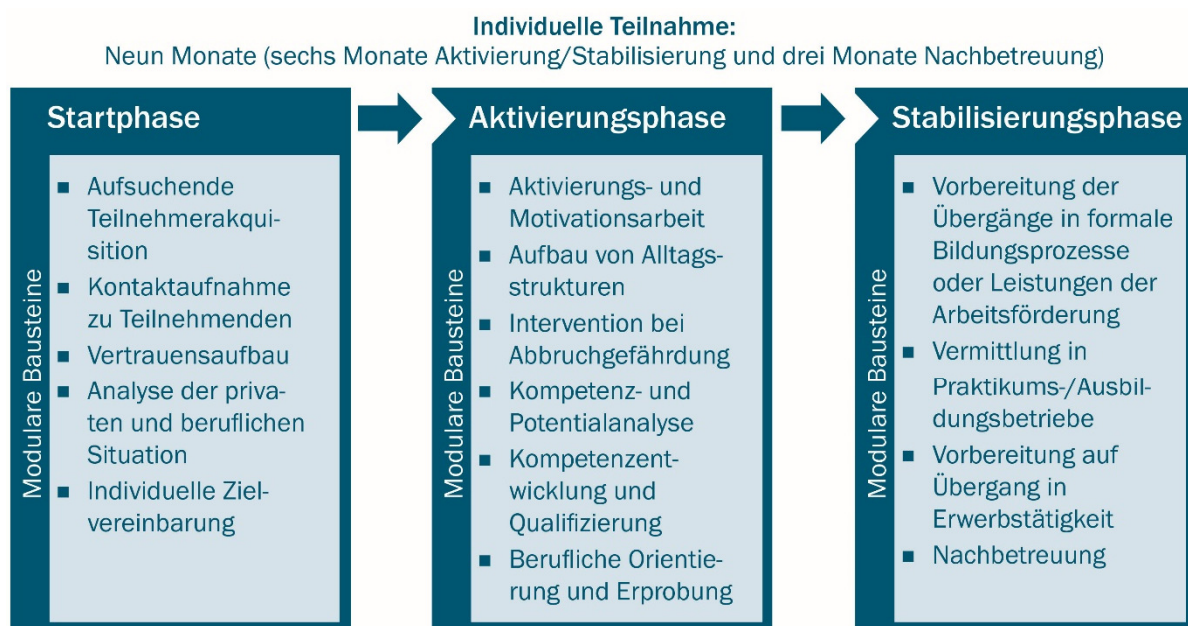 Individuelle Teilnahme:
Neun Monate (sechs Monate Aktivierung/Stabilisierung und drei Monate Nachbetreuung)
Startphase
Modulare Bausteine
▪ Aufsuchende
Teilnehmerakqui-
sition
▪ Kontaktaufnahme
zu Teilnehmenden
▪ Vertrauensaufbau
▪ Analyse der priva-
ten und beruflichen
Situation
▪ Individuelle Ziel-
vereinbarung
Aktivierungsphase
Modulare Bausteine
▪ Aktivierungs- und
Motivationsarbeit
▪ Aufbau von Alltags-
strukturen
▪ Intervention bei
Abbruchgefährdung
▪ Kompetenz- und
Potentialanalyse
▪ Kompetenzent-
wicklung und
Qualifizierung
▪ Berufliche Orientie-
rung und Erprobung
Stabilisierungsphase
Modulare Bausteine
▪ Vorbereitung der
Übergänge in formale
Bildungsprozesse
oder Leistungen der
Arbeitsförderung
▪ Vermittlung in
Praktikums-/Ausbil-
dungsbetriebe
▪ Vorbereitung auf
Übergang in
Erwerbstätigkeit
▪ Nachbetreuung